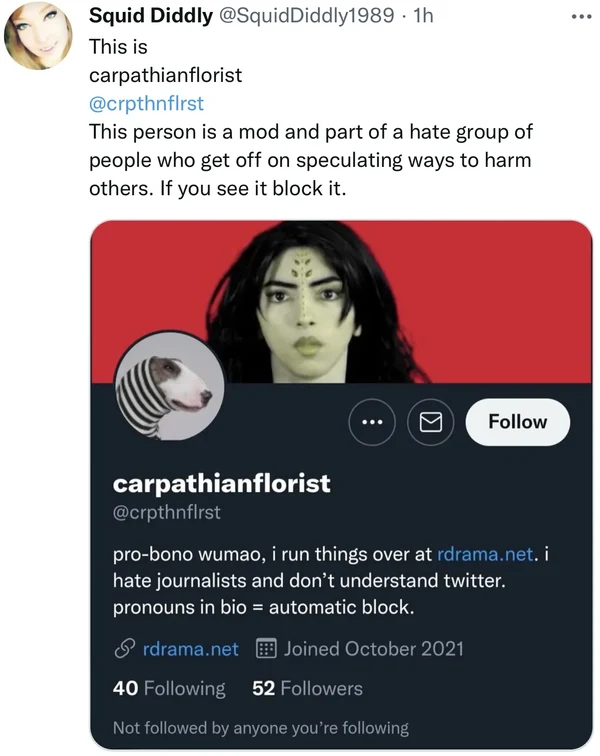 Squid Diddly @SquidDiddly1989 · 1h
This is
carpathianflorist
@crpthnflrst
This person is a mod and part of a hate group of
people who get off on speculating ways to harm
others. If you see it block it.
Follow
carpathianflorist
@crpthnflrst
pro-bono wumao, i run things over at rdrama.net. i
hate journalists and don’t understand twitter.
pronouns in bio = automatic block.
rdrama.net Joined October 2021
40 Following 52 Followers
Not followed by anyone you’re following